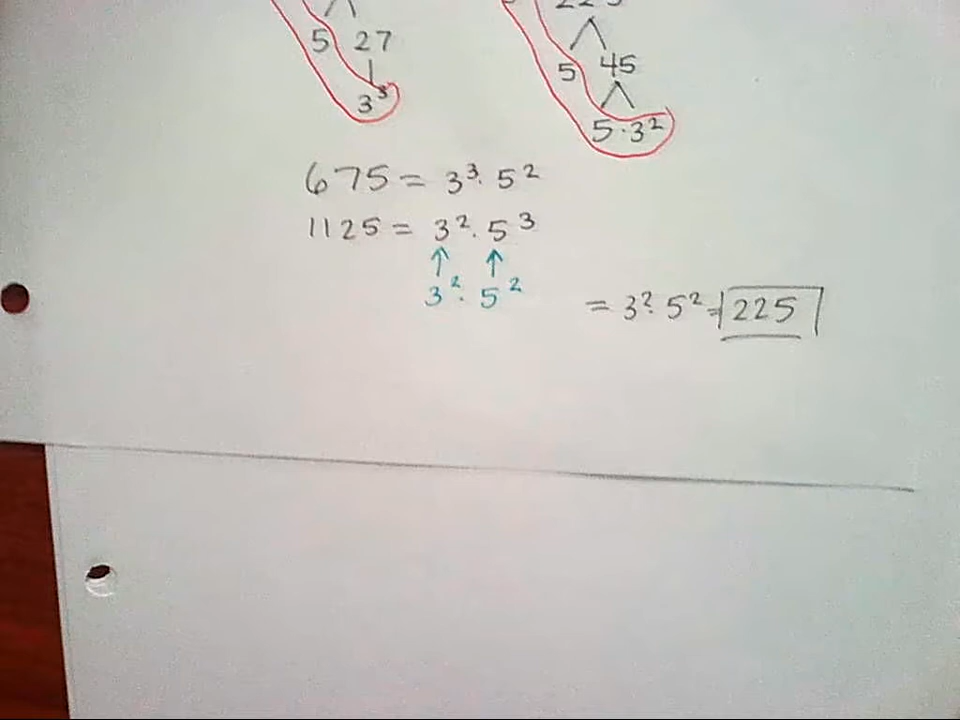 5 27
3³
5 45
5·3²
675 = 3³·5²
1125 = 3²·5³
3²·5²
= 3²·5² = 225